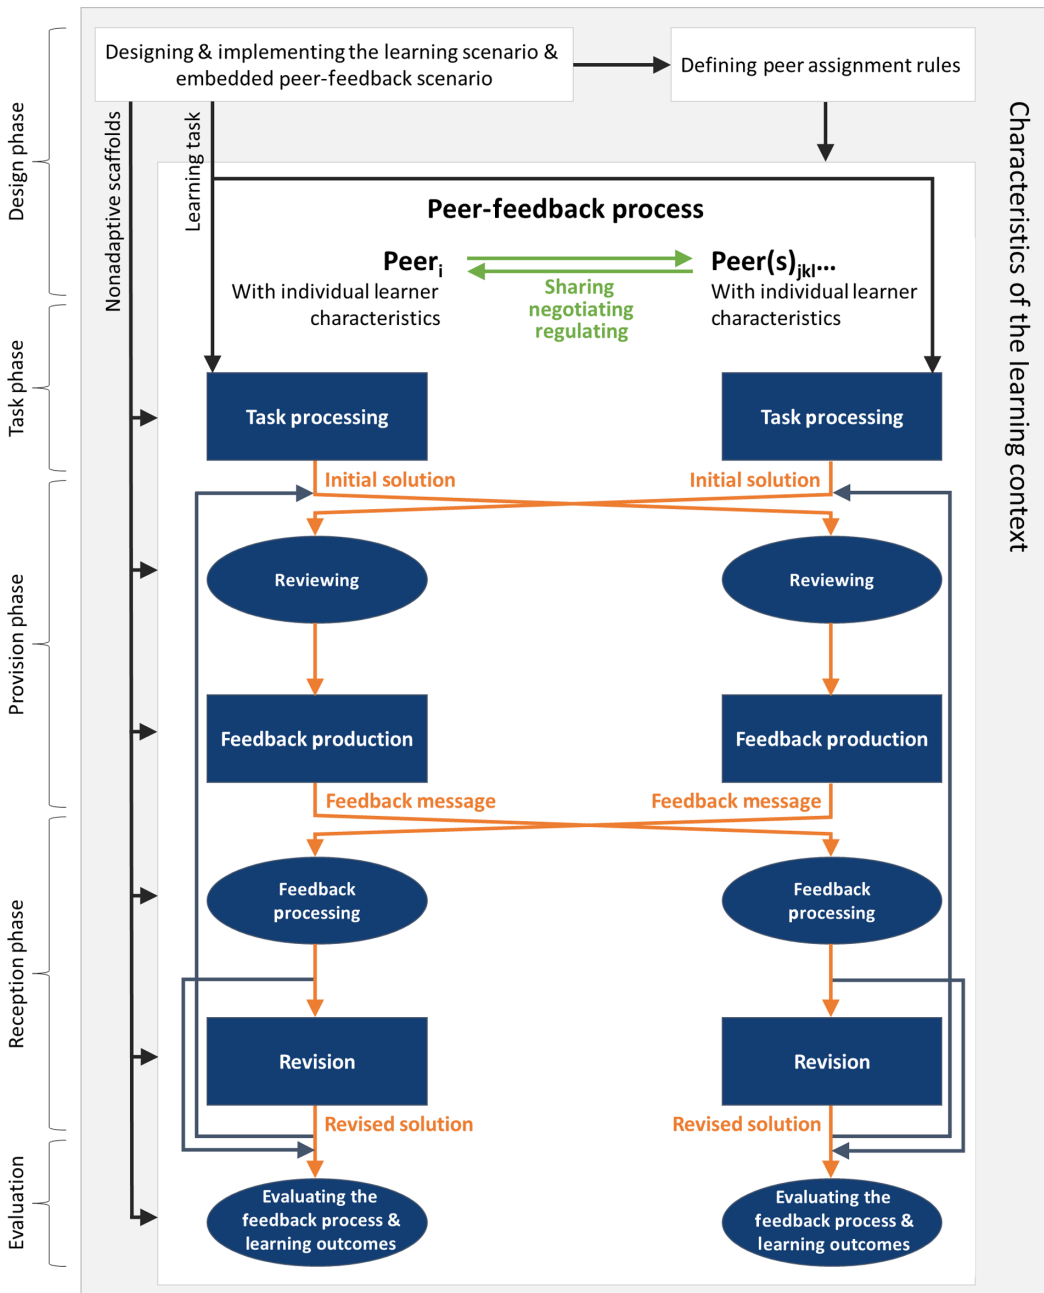 Designing & implementing the learning scenario &
embedded peer-feedback scenario
Defining peer assignment rules
Design phase
Nonadaptive scaffolds
Learning task
Characteristics of the learning context
Peer-feedback process
Peer_i
Peer(s)_jkl...
With individual learner
characteristics
Sharing
negotiating
regulating
With individual learner
characteristics
Task phase
Task processing
Task processing
Initial solution
Initial solution
Provision phase
Reviewing
Reviewing
Feedback production
Feedback production
Feedback message
Feedback message
Reception phase
Feedback
processing
Feedback
processing
Revision
Revision
Revised solution
Revised solution
Evaluation
Evaluating the
feedback process &
learning outcomes
Evaluating the
feedback process &
learning outcomes